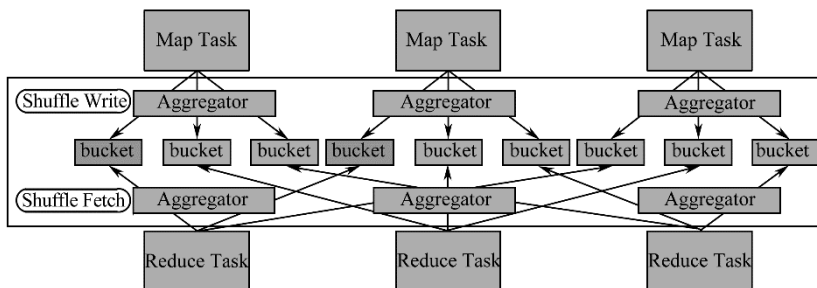 Map Task Map Task Map Task
Shuffle Write Aggregator Aggregator Aggregator
bucket bucket bucket bucket bucket bucket bucket bucket bucket
Shuffle Fetch Aggregator Aggregator Aggregator
Reduce Task Reduce Task Reduce Task